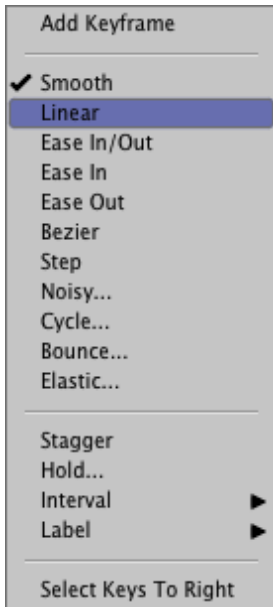 Add Keyframe
Smooth
Linear
Ease In/Out
Ease In
Ease Out
Bezier
Step
Noisy...
Cycle...
Bounce...
Elastic...
Stagger
Hold...
Interval
Label
Select Keys To Right